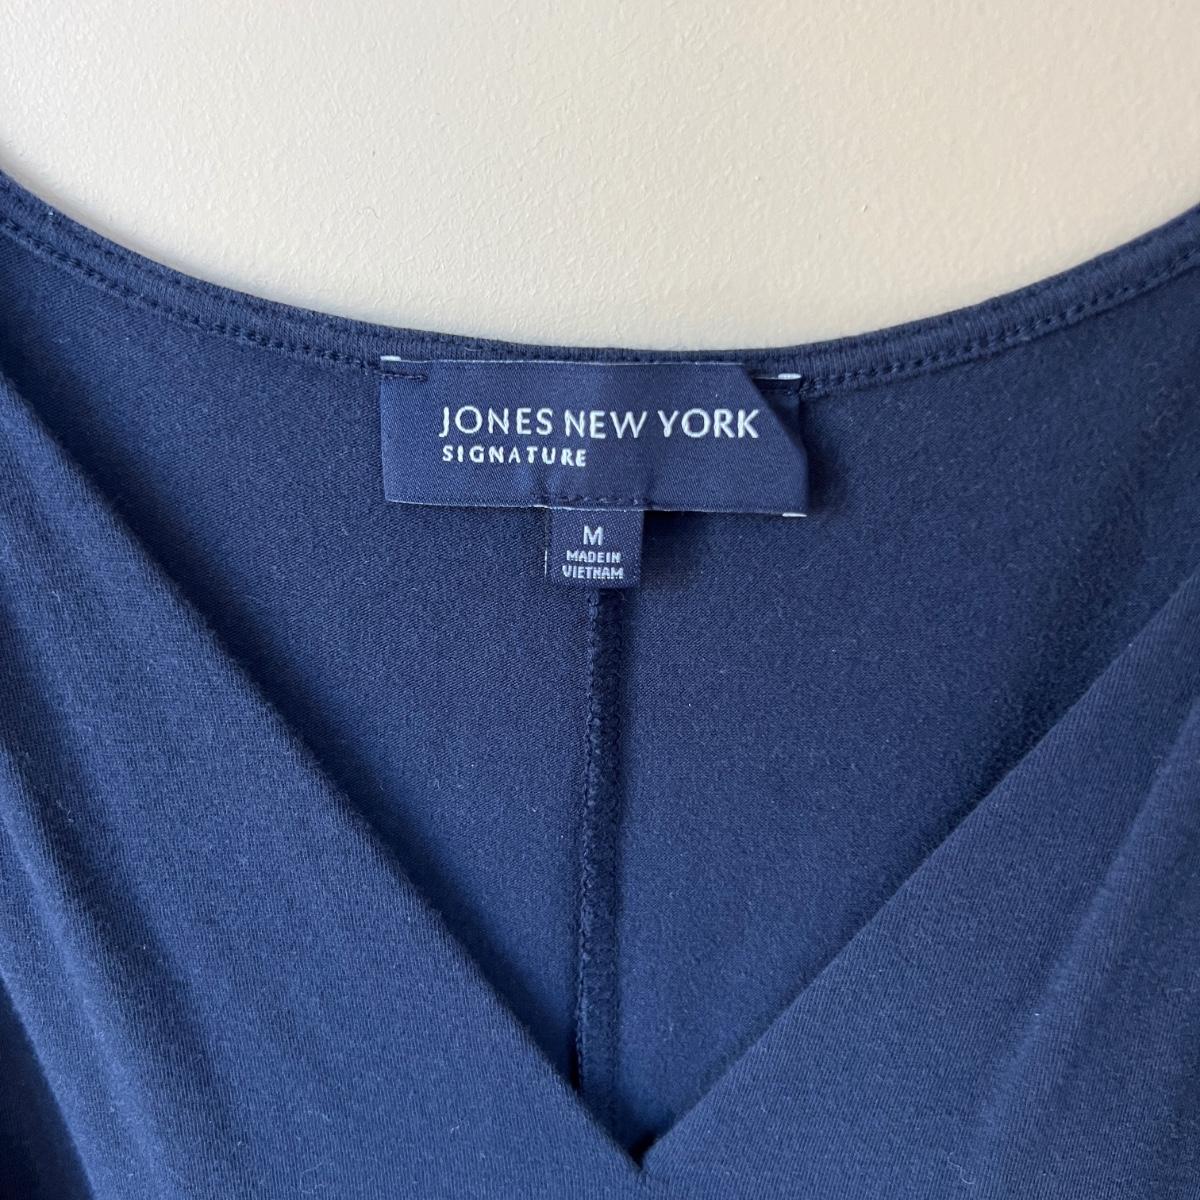 JONES NEW YORK
SIGNATURE
M
MADE IN
VIETNAM